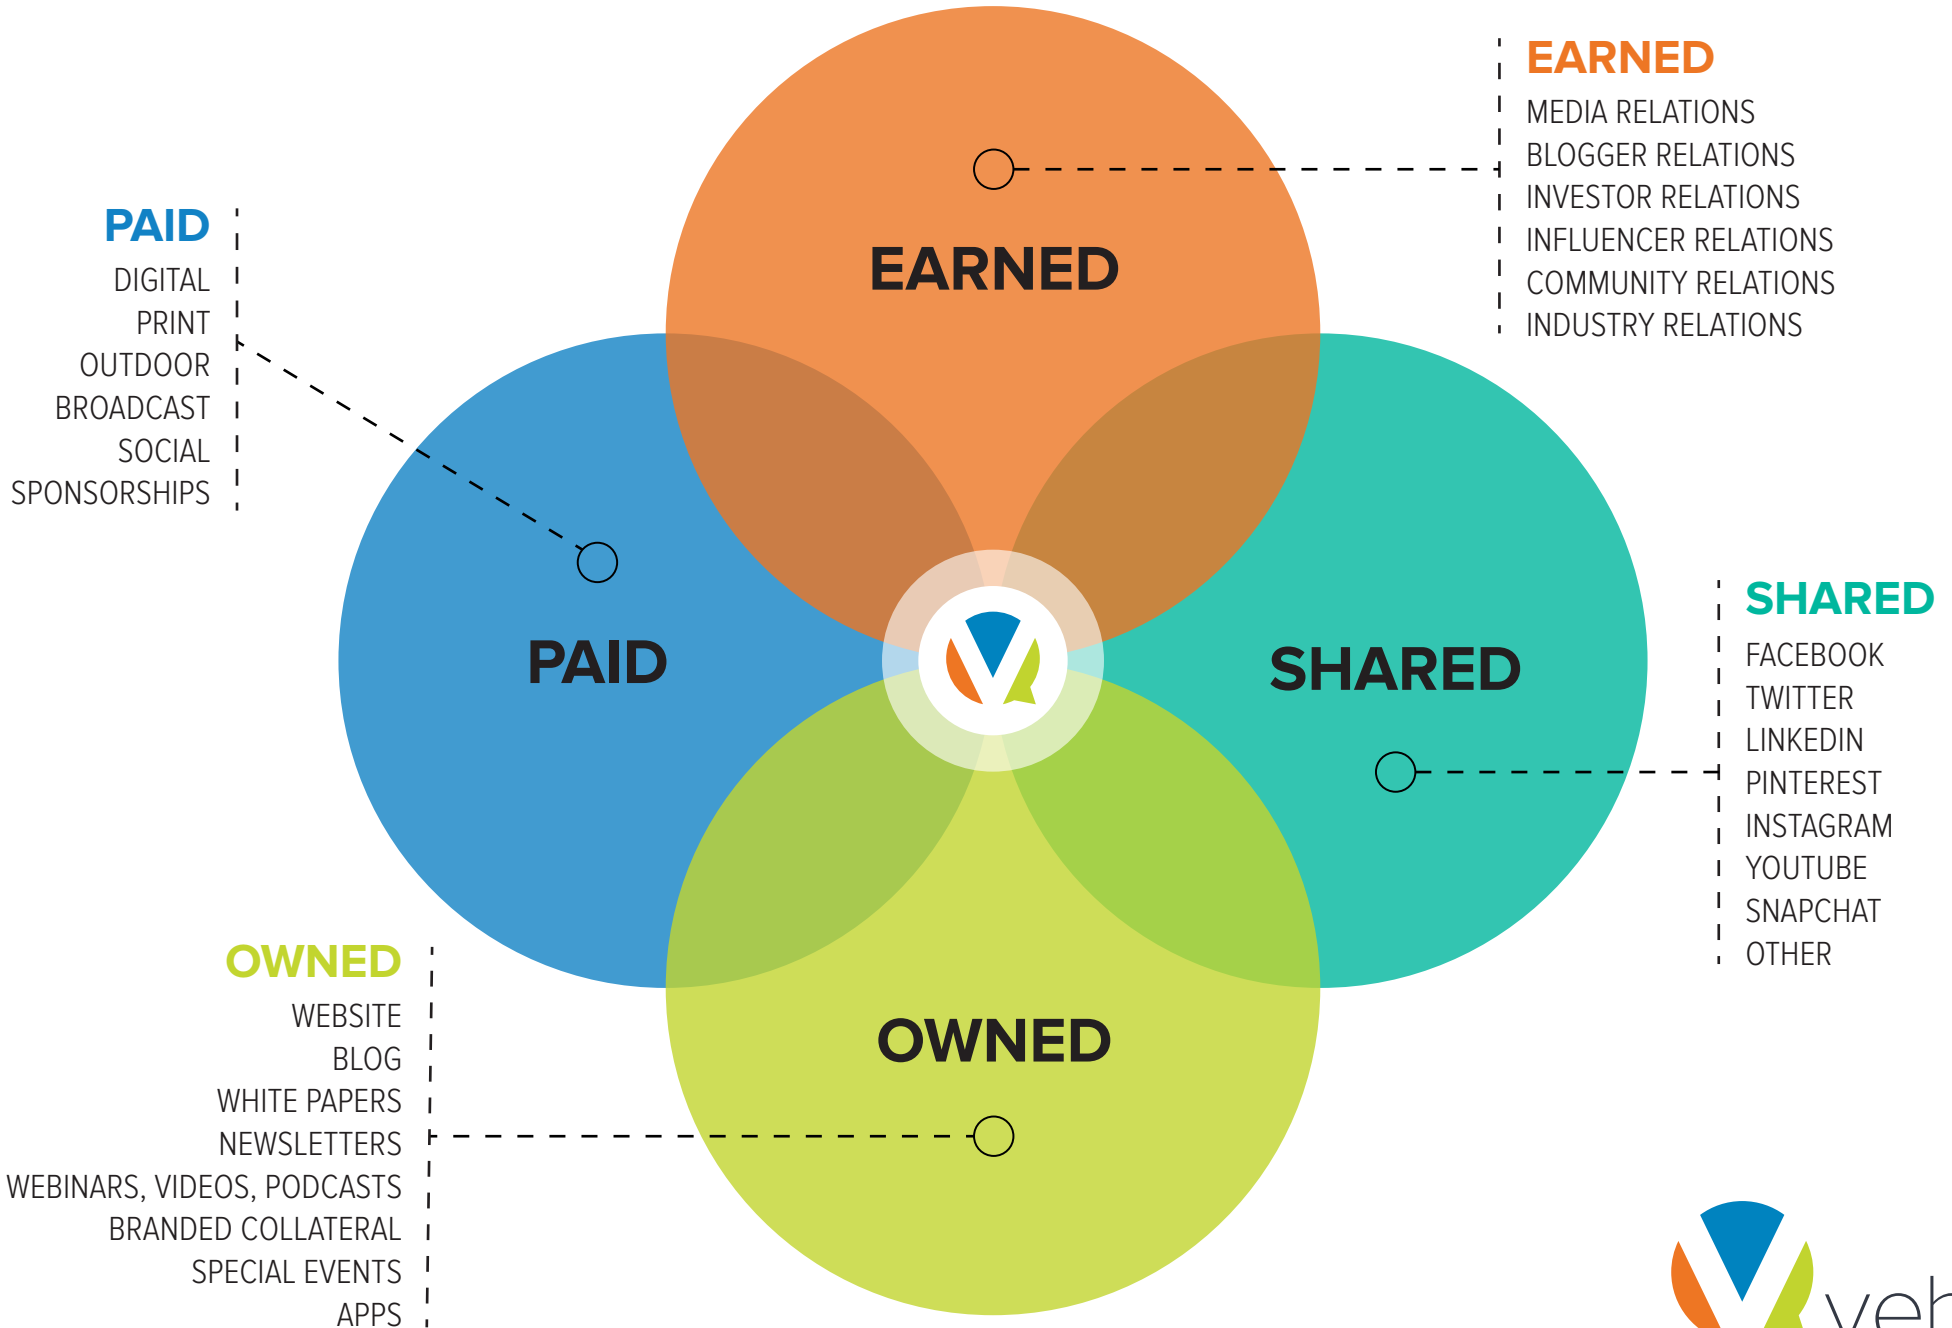 EARNED
MEDIA RELATIONS
BLOGGER RELATIONS
INVESTOR RELATIONS
INFLUENCER RELATIONS
COMMUNITY RELATIONS
INDUSTRY RELATIONS
PAID
DIGITAL
PRINT
OUTDOOR
BROADCAST
SOCIAL
SPONSORSHIPS
EARNED
PAID
SHARED
OWNED
SHARED
FACEBOOK
TWITTER
LINKEDIN
PINTEREST
INSTAGRAM
YOUTUBE
SNAPCHAT
OTHER
OWNED
WEBSITE
BLOG
WHITE PAPERS
NEWSLETTERS
WEBINARS, VIDEOS, PODCASTS
BRANDED COLLATERAL
SPECIAL EVENTS
APPS